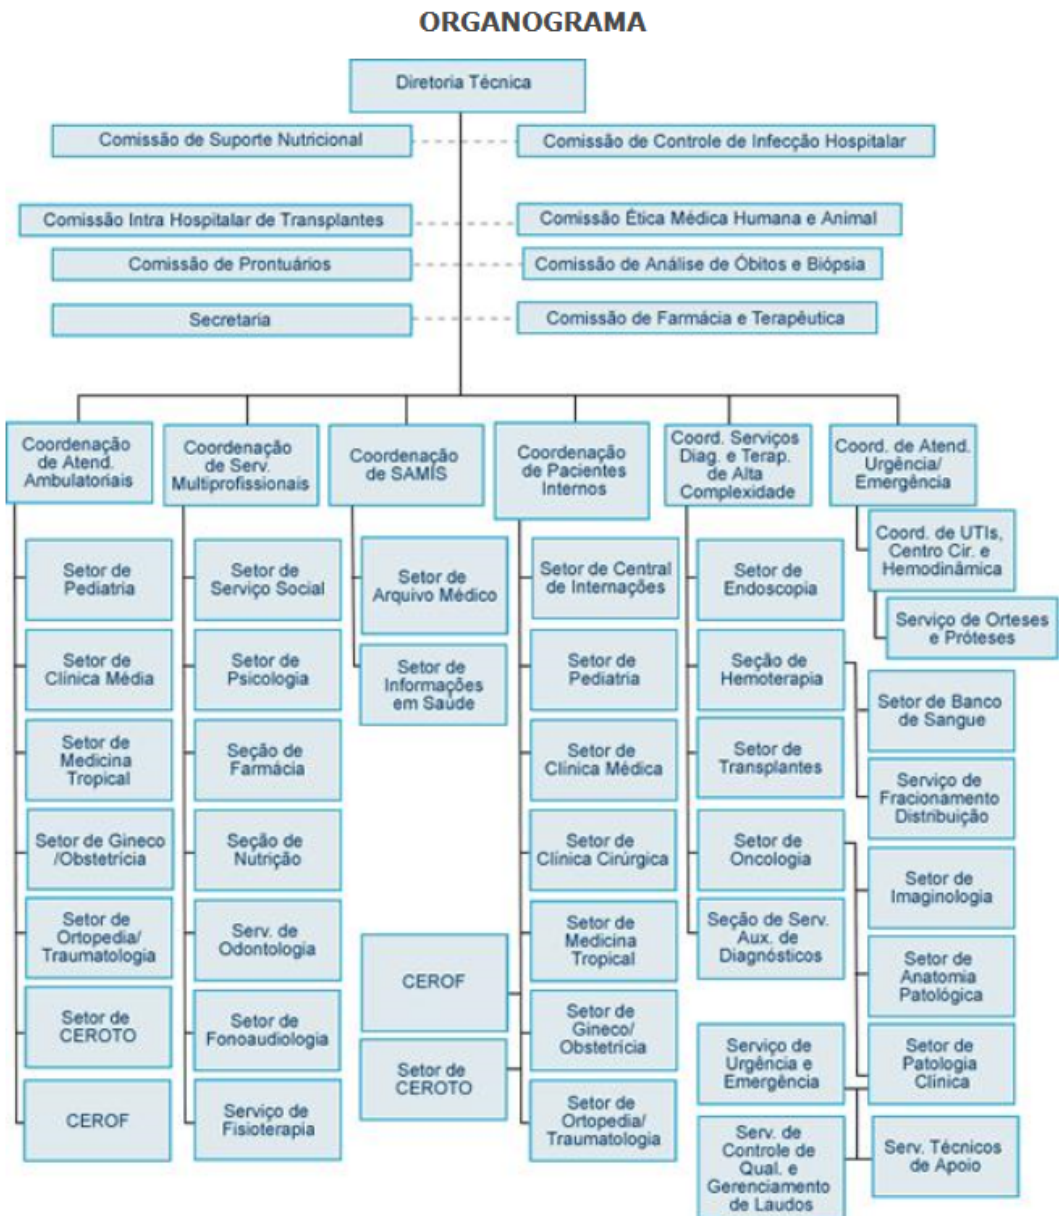 ORGANOGRAMA
Diretoria Técnica
Comissão de Suporte Nutricional
Comissão de Controle de Infecção Hospitalar
Comissão Intra Hospitalar de Transplantes
Comissão Ética Médica Humana e Animal
Comissão de Prontuários
Comissão de Análise de Óbitos e Biópsia
Secretaria
Comissão de Farmácia e Terapêutica
Coordenação
de Atend.
Ambulatoriais
Coordenação
de Serv.
Multiprofissionais
Coordenação
de SAMIS
Coordenação
de Pacientes
Internos
Coord. Serviços
Diag. e Terap.
de Alta
Complexidade
Coord. de Atend.
Urgência/
Emergência
Setor de
Pediatria
Setor de
Clínica Média
Setor de
Medicina
Tropical
Setor de Gineco
/Obstetrícia
Setor de
Ortopedia/
Traumatologia
Setor de
CEROTO
CEROF
Setor de
Serviço Social
Setor de
Psicologia
Seção de
Farmácia
Seção de
Nutrição
Serv. de
Odontologia
Setor de
Fonoaudiologia
Serviço de
Fisioterapia
Setor de
Arquivo Médico
Setor de
Informações
em Saúde
CEROF
Setor de
CEROTO
Setor de Central
de Internações
Setor de
Pediatria
Setor de
Clínica Médica
Setor de
Clínica Cirúrgica
Setor de
Medicina
Tropical
Setor de
Gineco/
Obstetrícia
Setor de
Ortopedia/
Traumatologia
Setor de
Endoscopia
Seção de
Hemoterapia
Setor de
Transplantes
Setor de
Oncologia
Seção de Serv.
Aux. de
Diagnósticos
Serviço de
Urgência e
Emergência
Serv. de
Controle de
Qual. e
Gerenciamento
de Laudos
Coord. de UTIs,
Centro Cir. e
Hemodinâmica
Serviço de Orteses
e Próteses
Setor de Banco
de Sangue
Serviço de
Fracionamento
Distribuição
Setor de
Imaginologia
Setor de
Anatomia
Patológica
Setor de
Patologia
Clínica
Serv. Técnicos
de Apoio